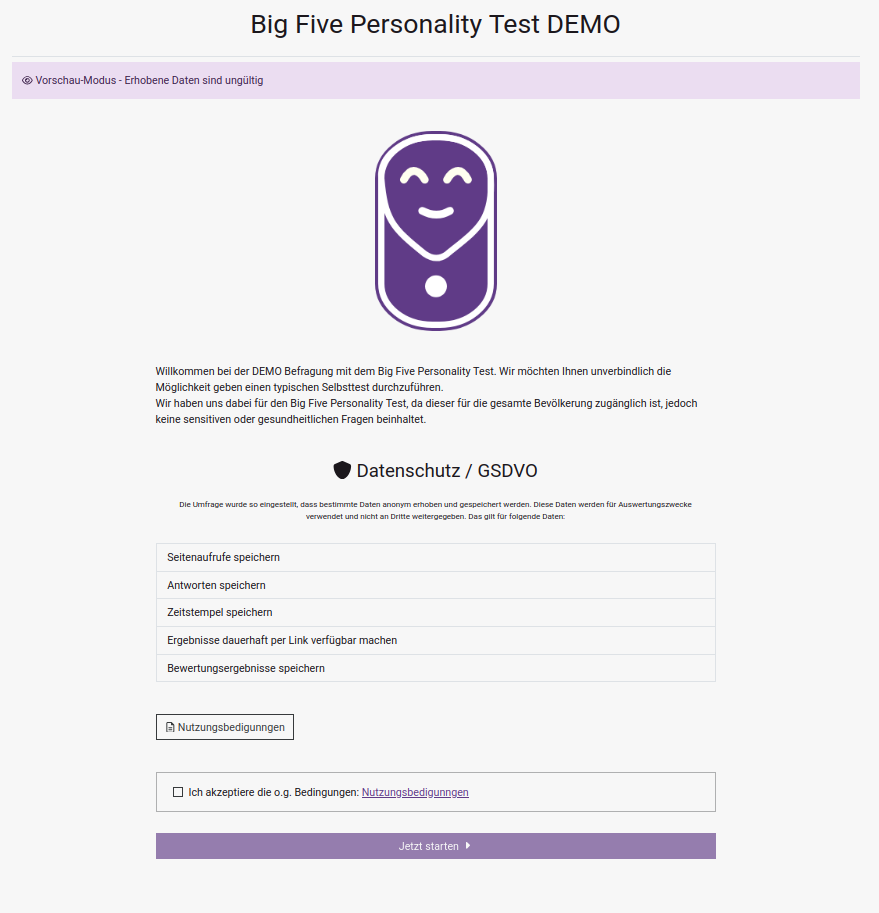 Big Five Personality Test DEMO
Vorschau-Modus - Erhobene Daten sind ungültig
Willkommen bei der DEMO Befragung mit dem Big Five Personality Test. Wir möchten Ihnen unverbindlich die
Möglichkeit geben einen typischen Selbsttest durchzuführen.
Wir haben uns dabei für den Big Five Personality Test, da dieser für die gesamte Bevölkerung zugänglich ist, jedoch
keine sensitiven oder gesundheitlichen Fragen beinhaltet.
Datenschutz / GSDVO
Die Umfrage wurde so eingestellt, dass bestimmte Daten anonym erhoben und gespeichert werden. Diese Daten werden für Auswertungszwecke
verwendet und nicht an Dritte weitergegeben. Das gilt für folgende Daten:
Seitenaufrufe speichern
Antworten speichern
Zeitstempel speichern
Ergebnisse dauerhaft per Link verfügbar machen
Bewertungsergebnisse speichern
Nutzungsbedigunngen
Ich akzeptiere die o.g. Bedingungen: Nutzungsbedigunngen
Jetzt starten